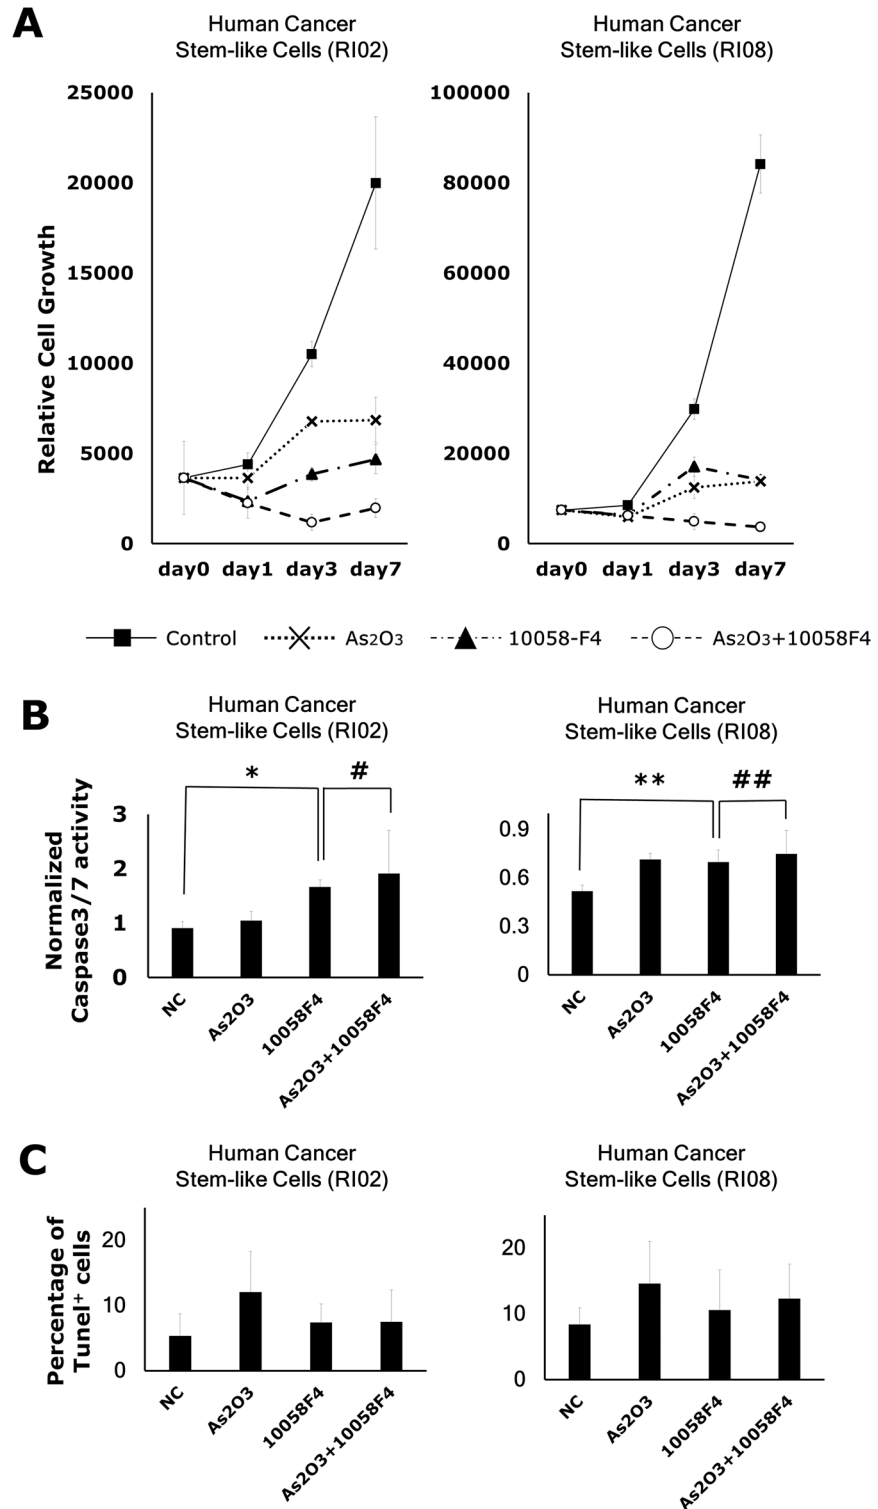 A
Human Cancer
Stem-like Cells (RI02)
Human Cancer
Stem-like Cells (RI08)
Relative Cell Growth
25000
20000
15000
10000
5000
0
day0 day1 day3 day7
100000
80000
60000
40000
20000
0
day0 day1 day3 day7
Control
As2O3
10058-F4
As2O3+10058F4
B
Human Cancer
Stem-like Cells (RI02)
Human Cancer
Stem-like Cells (RI08)
Normalized
Caspase3/7 activity
* #
3
2
1
0
NC
As2O3
10058F4
As2O3+10058F4
** ##
0.9
0.6
0.3
0
NC
As2O3
10058F4
As2O3+10058F4
C
Human Cancer
Stem-like Cells (RI02)
Human Cancer
Stem-like Cells (RI08)
Percentage of
Tunel+ cells
20
10
0
NC
As2O3
10058F4
As2O3+10058F4
20
10
0
NC
As2O3
10058F4
As2O3+10058F4